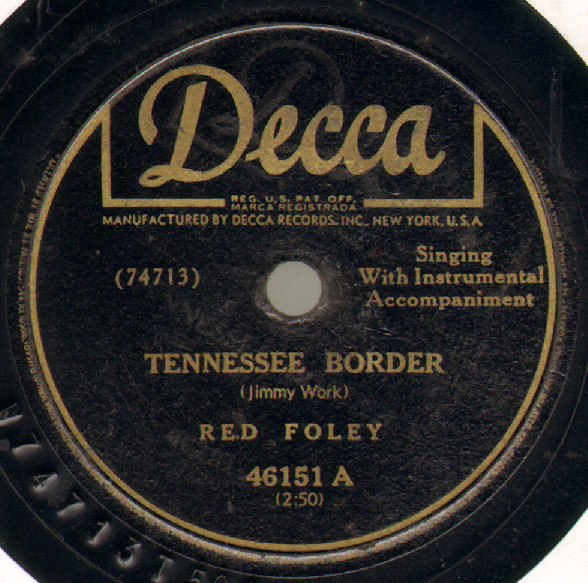 Decca
REG. U.S. PAT. OFF.
MARCA REGISTRADA
MANUFACTURED BY DECCA RECORDS, INC., NEW YORK, U.S.A.
(74713)
Singing
With Instrumental
Accompaniment
TENNESSEE BORDER
(Jimmy Work)
RED FOLEY
46151 A
(2:50)